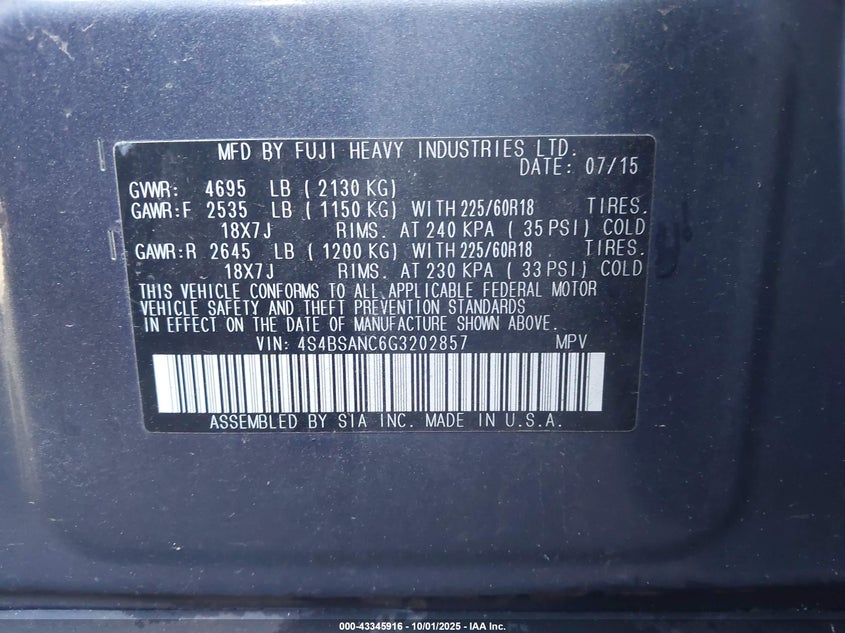 MFD BY FUJI HEAVY INDUSTRIES LTD.
DATE: 07/15
GVWR: 4695 LB ( 2130 KG)
GAWR:F 2535 LB ( 1150 KG) WITH 225/60R18 TIRES.
18X7J RIMS. AT 240 KPA ( 35 PSI) COLD
GAWR:R 2645 LB ( 1200 KG) WITH 225/60R18 TIRES.
18X7J RIMS. AT 230 KPA ( 33 PSI) COLD
THIS VEHICLE CONFORMS TO ALL APPLICABLE FEDERAL MOTOR
VEHICLE SAFETY AND THEFT PREVENTION STANDARDS
IN EFFECT ON THE DATE OF MANUFACTURE SHOWN ABOVE.
VIN: 4S4BSANC6G3202857 MPV
ASSEMBLED BY SIA INC. MADE IN U.S.A.
000-43345916 - 10/01/2025 - IAA Inc.